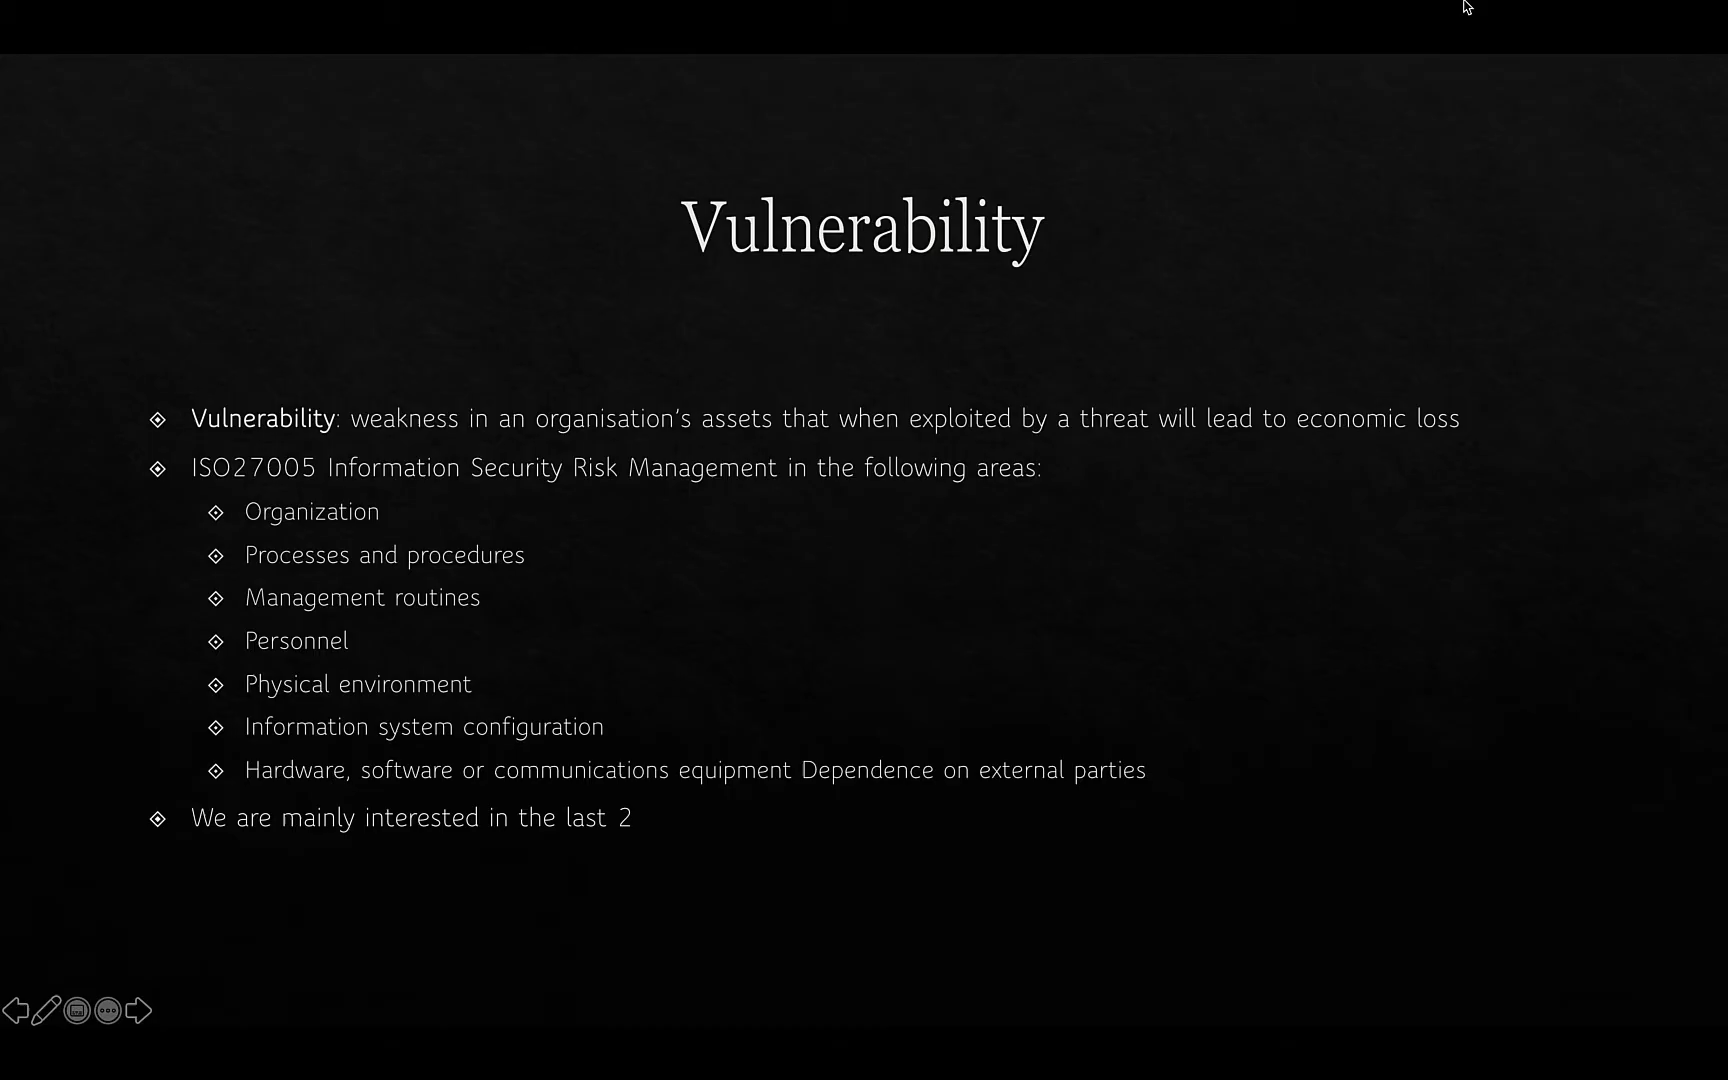 Vulnerability
Vulnerability: weakness in an organisation’s assets that when exploited by a threat will lead to economic loss
ISO27005 Information Security Risk Management in the following areas:
Organization
Processes and procedures
Management routines
Personnel
Physical environment
Information system configuration
Hardware, software or communications equipment Dependence on external parties
We are mainly interested in the last 2